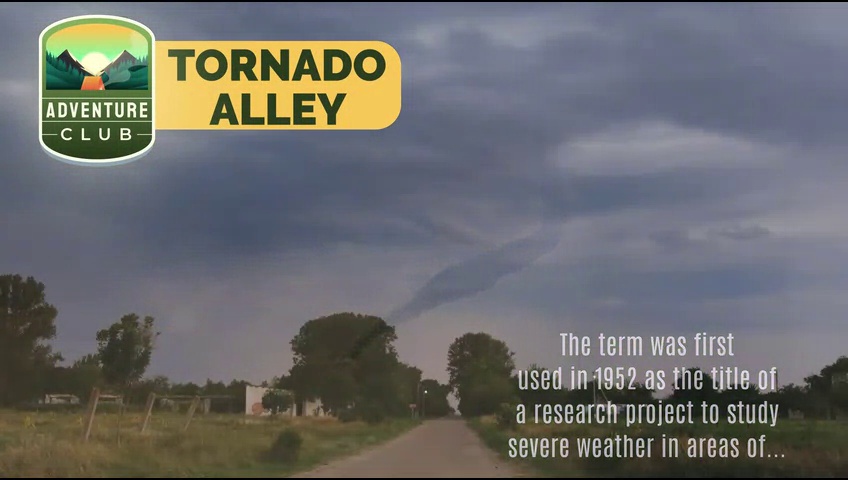 ADVENTURE
CLUB
TORNADO
ALLEY
The term was first
used in 1952 as the title of
a research project to study
severe weather in areas of...